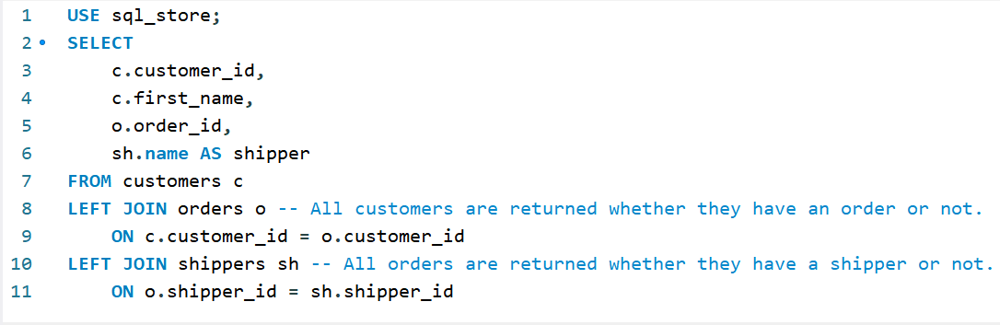 1 USE sql_store;
2 SELECT
3 c.customer_id,
4 c.first_name,
5 o.order_id,
6 sh.name AS shipper
7 FROM customers c
8 LEFT JOIN orders o -- All customers are returned whether they have an order or not.
9 ON c.customer_id = o.customer_id
10 LEFT JOIN shippers sh -- All orders are returned whether they have a shipper or not.
11 ON o.shipper_id = sh.shipper_id